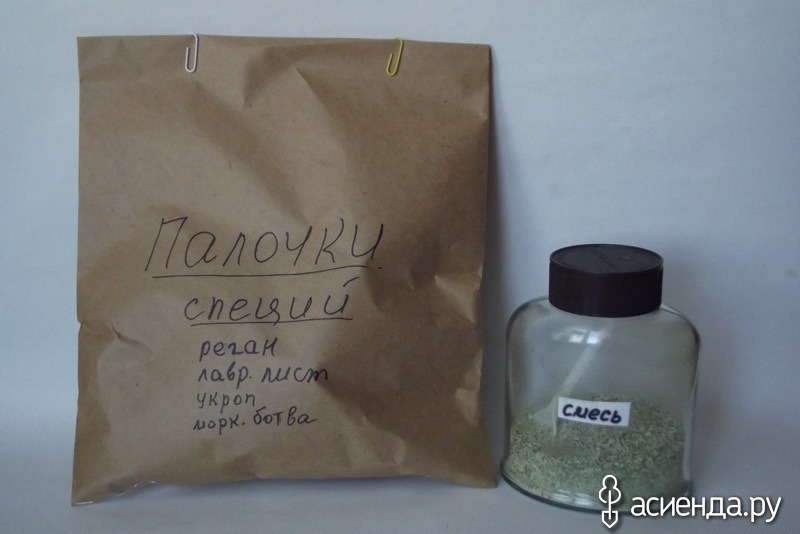 Палочки
специй
реган
лавр. лист
укроп
морк. ботва
смесь
асиенда.ру